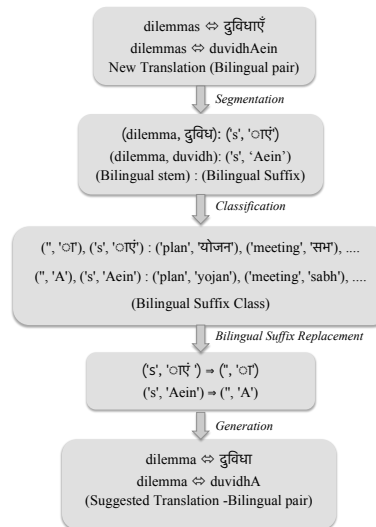 dilemmas ⇔ दुविधाएँ
dilemmas ⇔ duvidhAein
New Translation (Bilingual pair)
Segmentation
(dilemma, दुविध): ('s', 'ाएं')
(dilemma, duvidh): ('s', ‘Aein’)
(Bilingual stem) : (Bilingual Suffix)
Classification
('', 'ा'), ('s', 'ाएं') : ('plan', 'योजन'), ('meeting', 'सभ'), ....
('', 'A'), ('s', 'Aein') : ('plan', 'yojan'), ('meeting', 'sabh'), ....
(Bilingual Suffix Class)
Bilingual Suffix Replacement
('s', 'ाएं ') ⇒ ('', 'ा')
('s', 'Aein') ⇒ ('', 'A')
Generation
dilemma ⇔ दुविधा
dilemma ⇔ duvidhA
(Suggested Translation -Bilingual pair)